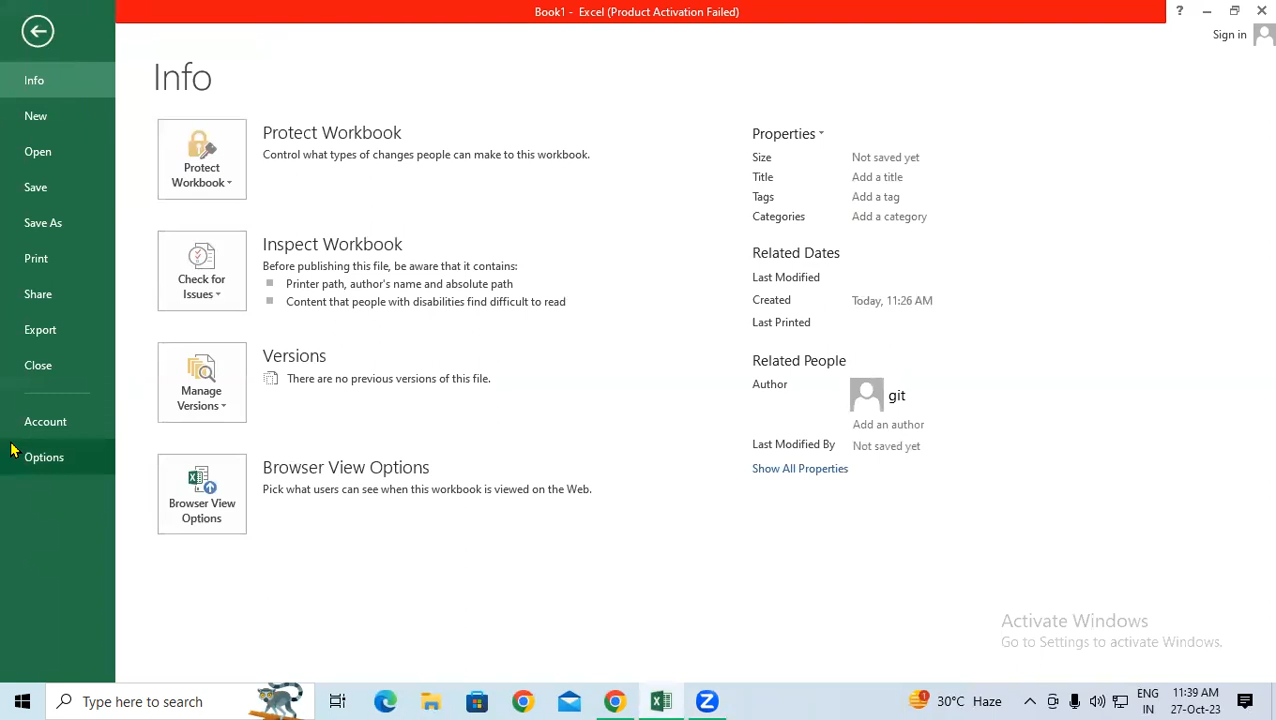 Book1 - Excel (Product Activation Failed)
?
Sign in
Info
New
Open
Save
Save As
Print
Share
Export
Close
Account
Options
Info
Protect Workbook
Protect Workbook
Control what types of changes people can make to this workbook.
Check for Issues
Inspect Workbook
Before publishing this file, be aware that it contains:
Printer path, author's name and absolute path
Content that people with disabilities find difficult to read
Manage Versions
Versions
There are no previous versions of this file.
Browser View Options
Browser View Options
Pick what users can see when this workbook is viewed on the Web.
Properties
Size Not saved yet
Title Add a title
Tags Add a tag
Categories Add a category
Related Dates
Last Modified
Created Today, 11:26 AM
Last Printed
Related People
Author git
Add an author
Last Modified By Not saved yet
Show All Properties
Activate Windows
Go to Settings to activate Windows.
Type here to search
1
30°C Haze
ENG
IN
11:39 AM
27-Oct-23